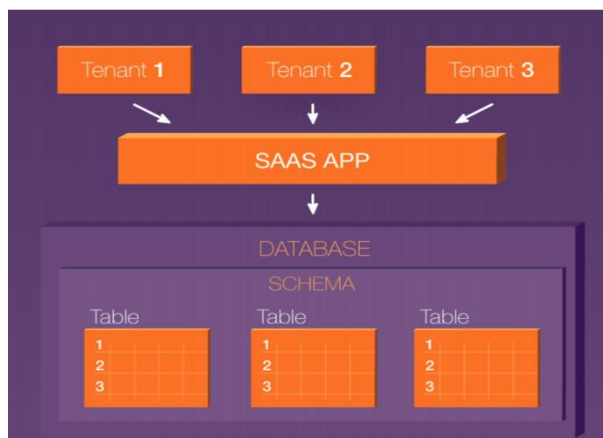 Tenant 1 Tenant 2 Tenant 3
SAAS APP
DATABASE
SCHEMA
Table Table Table
1 1 1
2 2 2
3 3 3